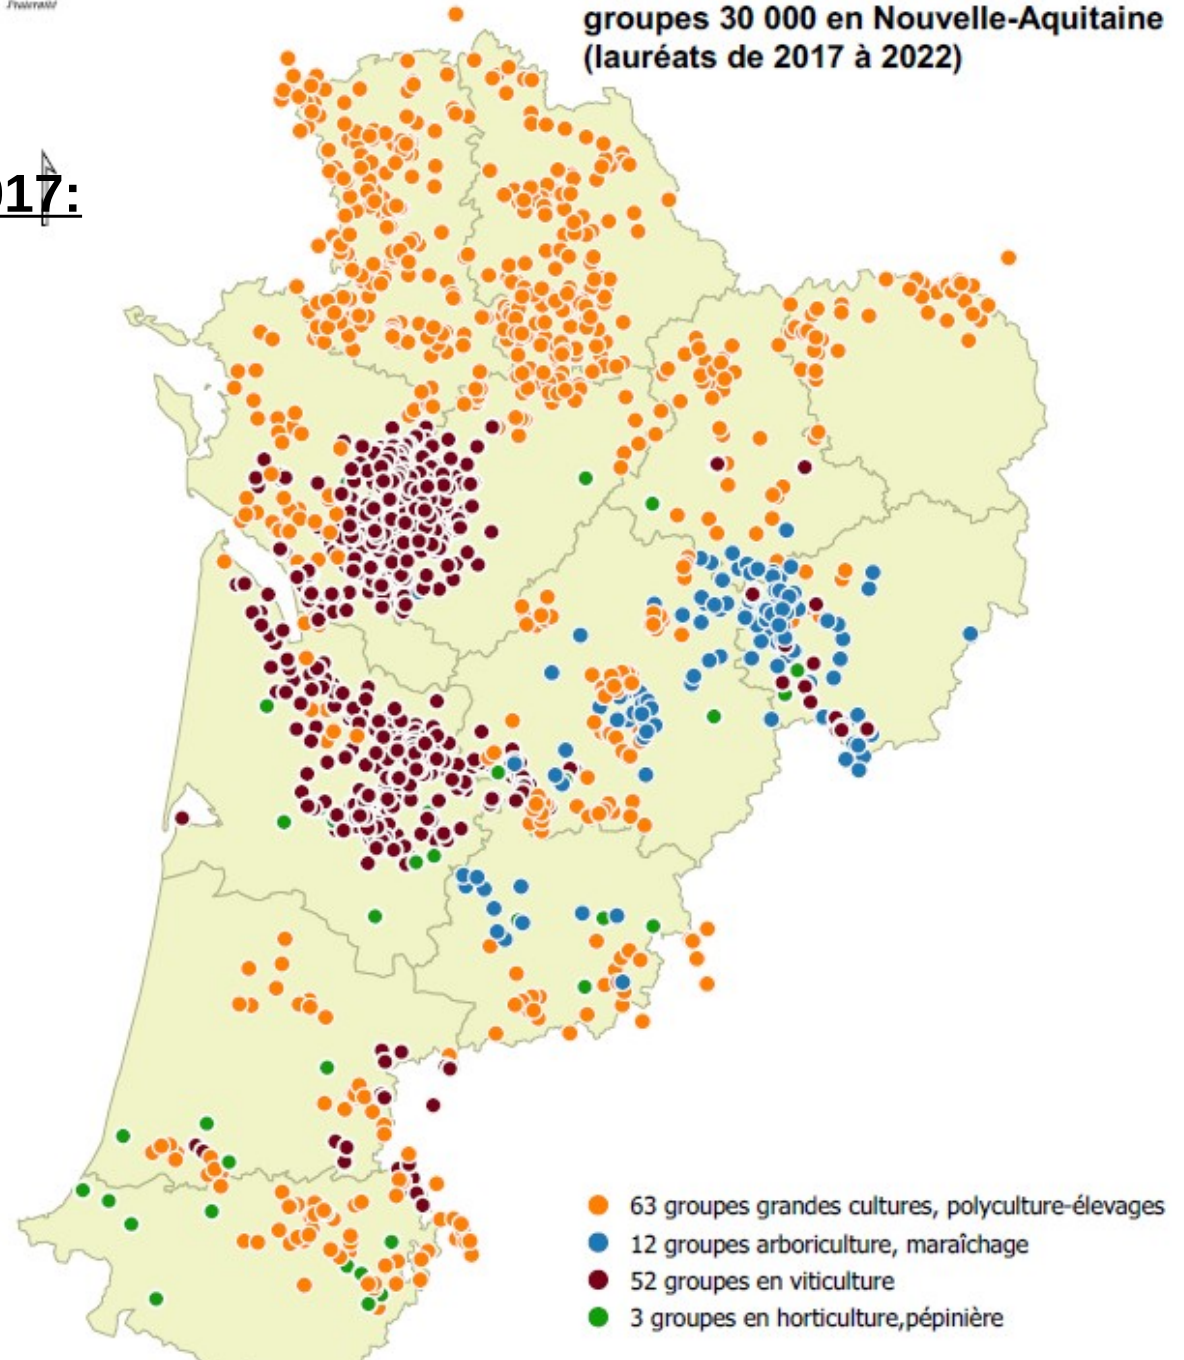 Fraternité
groupes 30 000 en Nouvelle-Aquitaine
(lauréats de 2017 à 2022)
017:
63 groupes grandes cultures, polyculture-élevages
12 groupes arboriculture, maraîchage
52 groupes en viticulture
3 groupes en horticulture,pépinière